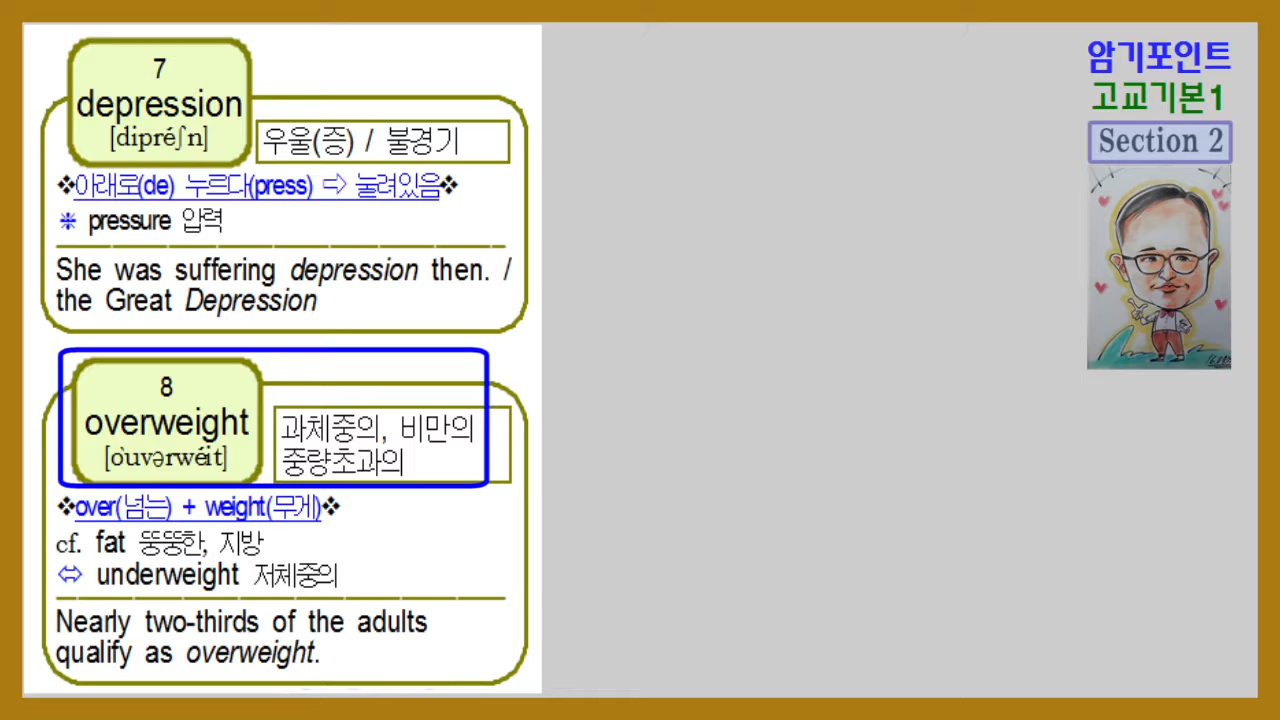 7
depression
[dipréʃn]
우울(증) / 불경기
❖아래로(de) 누르다(press) ⇨ 눌려있음❖
⁜ pressure 압력
She was suffering depression then. /
the Great Depression
8
overweight
[òuvərwéit]
과체중의, 비만의
중량초과의
❖over(넘는) + weight(무게)❖
cf. fat 뚱뚱한, 지방
⇔ underweight 저체중의
Nearly two-thirds of the adults
qualify as overweight.
암기포인트
고교기본1
Section 2